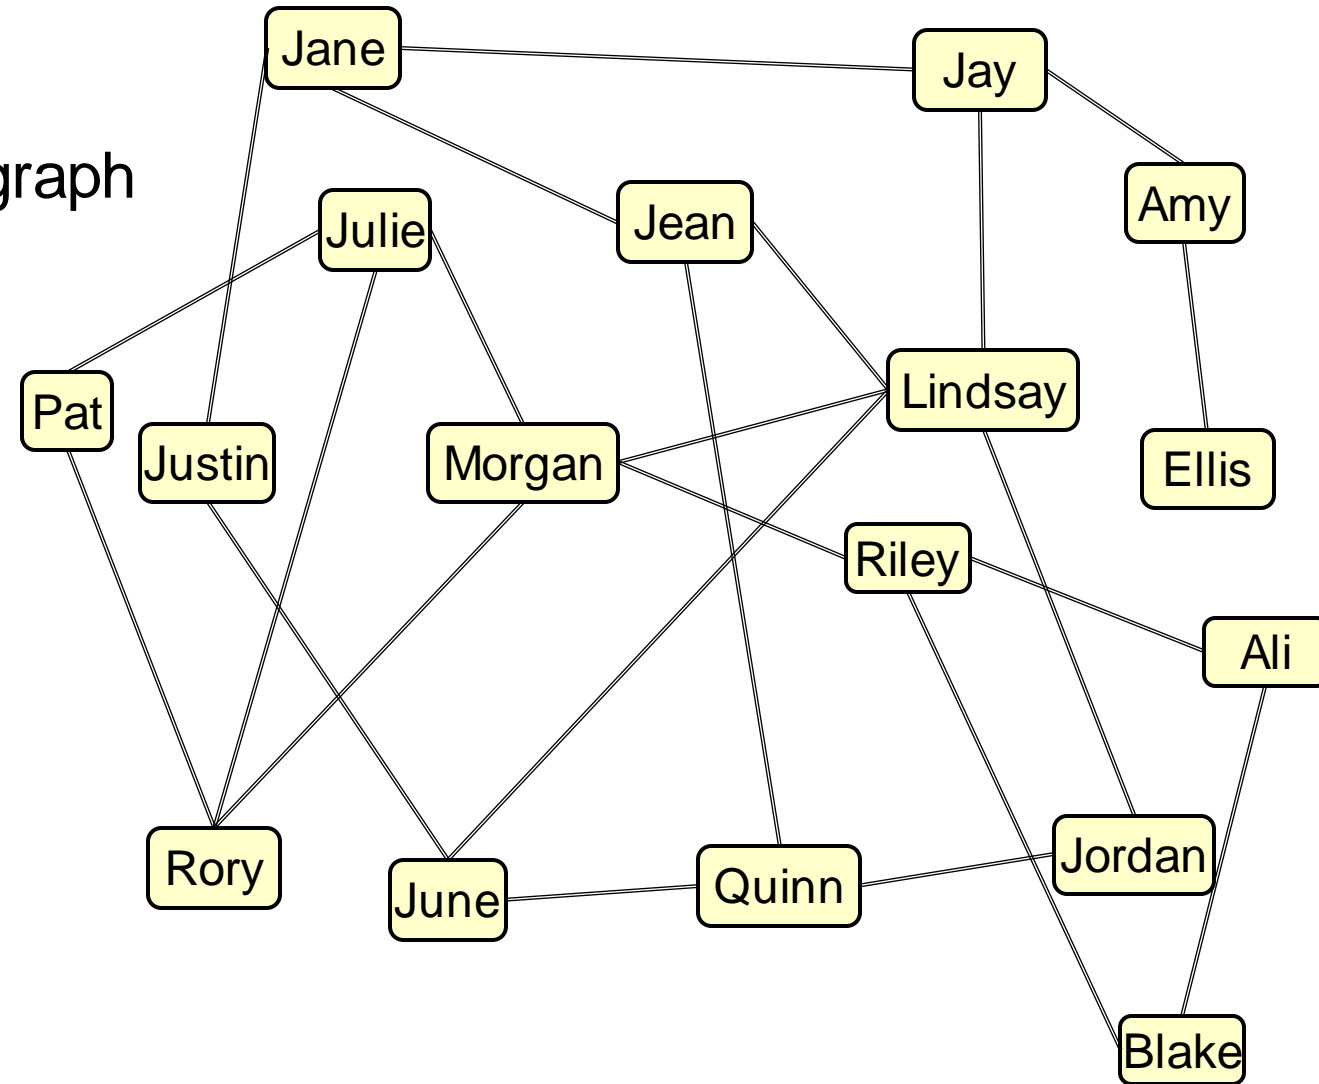 Jane
Jay
graph
Amy
Julie
Jean
Pat
Lindsay
Justin
Morgan
Ellis
Riley
Ali
Rory
Jordan
June
Quinn
Blake